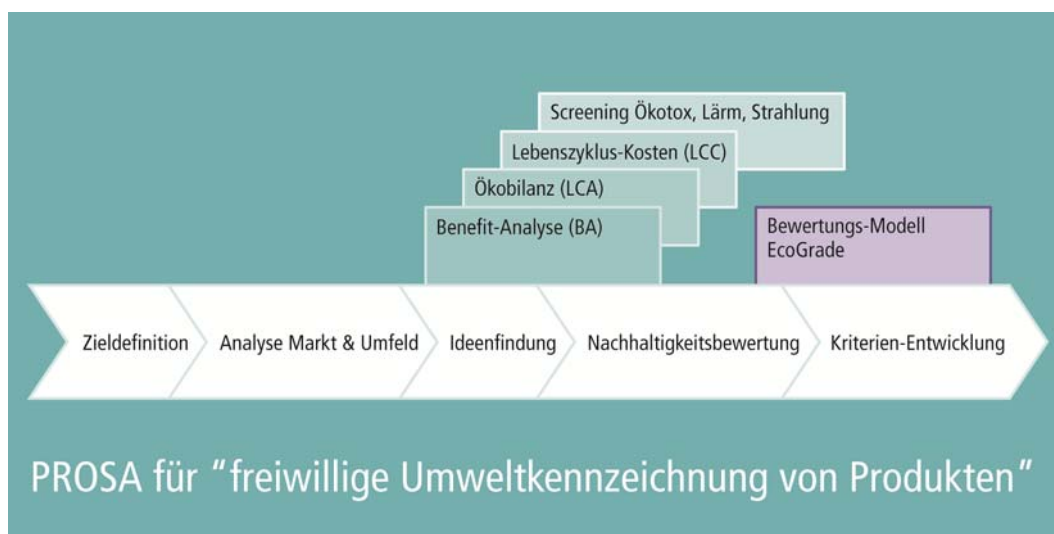 Screening Ökotox, Lärm, Strahlung
Lebenszyklus-Kosten (LCC)
Ökobilanz (LCA)
Benefit-Analyse (BA)
Bewertungs-Modell
EcoGrade
Zieldefinition
Analyse Markt & Umfeld
Ideenfindung
Nachhaltigkeitsbewertung
Kriterien-Entwicklung
PROSA für "freiwillige Umweltkennzeichnung von Produkten"